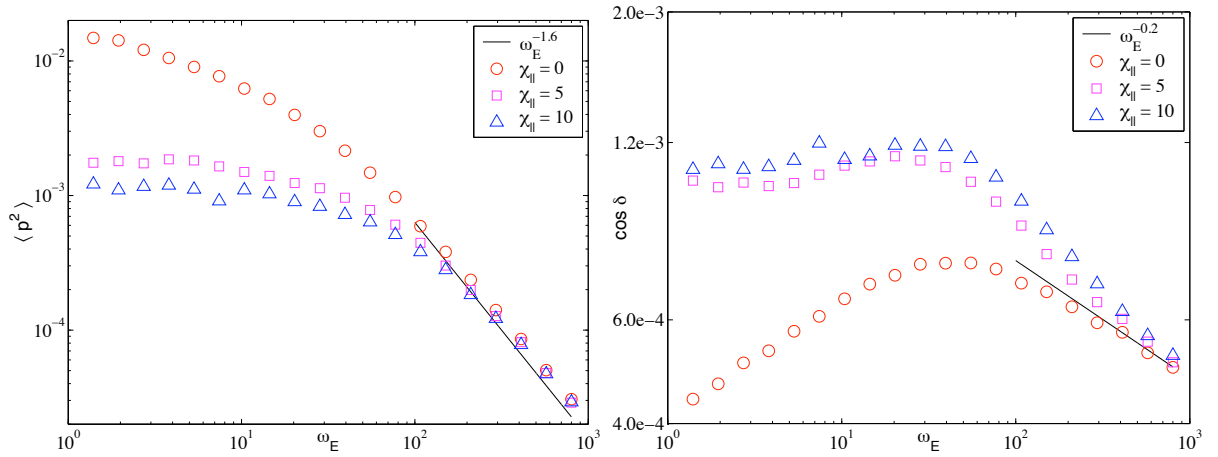 10^-2
10^-3
10^-4
⟨ p^2 ⟩
10^0
10^1
10^2
10^3
ω_E
ω_E^-1.6
χ_|| = 0
χ_|| = 5
χ_|| = 10
2.0e-3
1.2e-3
6.0e-4
4.0e-4
cos δ
10^0
10^1
10^2
10^3
ω_E
ω_E^-0.2
χ_|| = 0
χ_|| = 5
χ_|| = 10